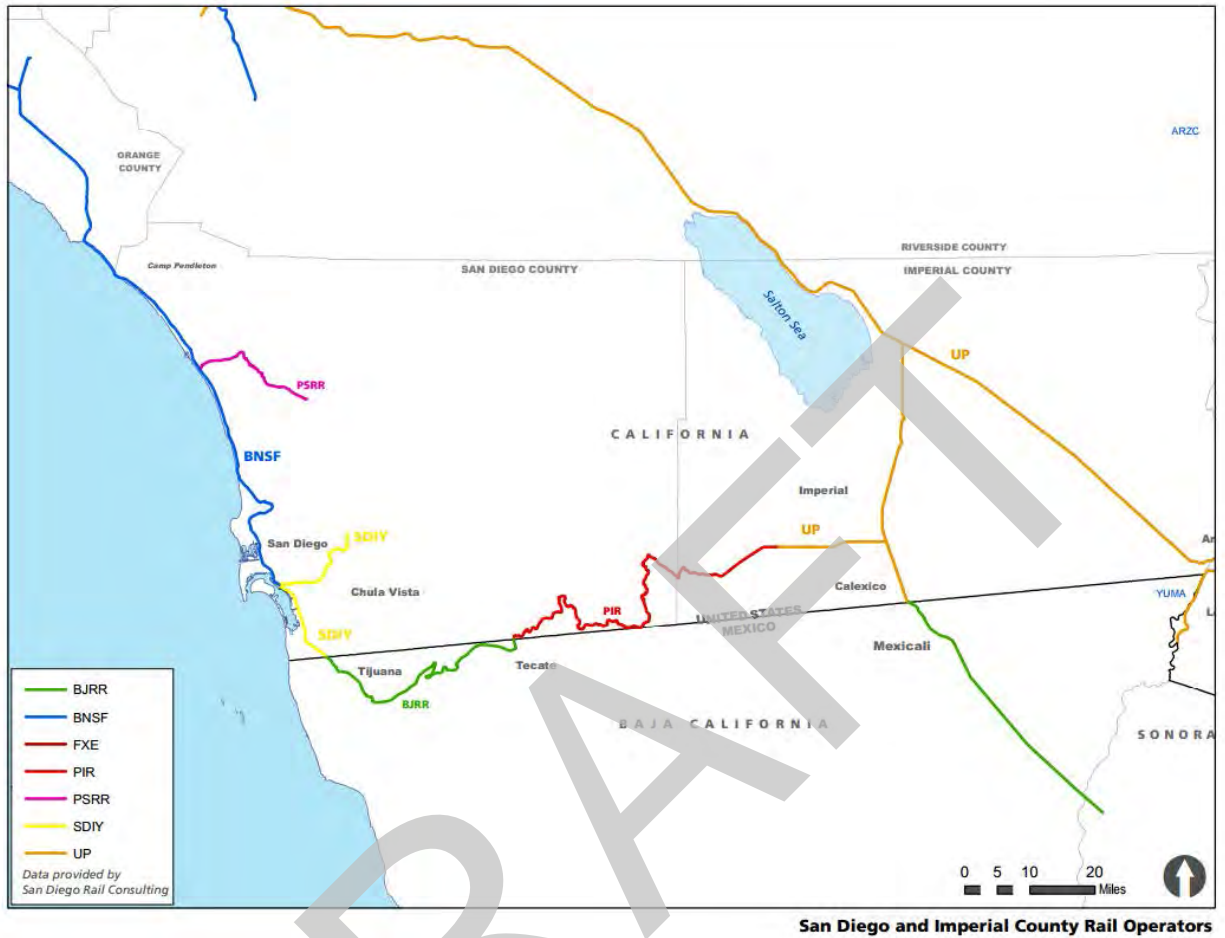 ARZC
ORANGE
COUNTY
RIVERSIDE COUNTY
Camp Pendleton
SAN DIEGO COUNTY
IMPERIAL COUNTY
Salton Sea
UP
PSRR
CALIFORNIA
BNSF
Imperial
UP
SDIY
San Diego
Calexico
Chula Vista
YUMA
PIR
UNITED STATES
MEXICO
SDIY
Mexicali
Tijuana
Tecate
BJRR
BAJA CALIFORNIA
SONORA
BJRR
BNSF
FXE
PIR
PSRR
SDIY
UP
Data provided by
San Diego Rail Consulting
0 5 10 20
Miles
San Diego and Imperial County Rail Operators
DRAFT